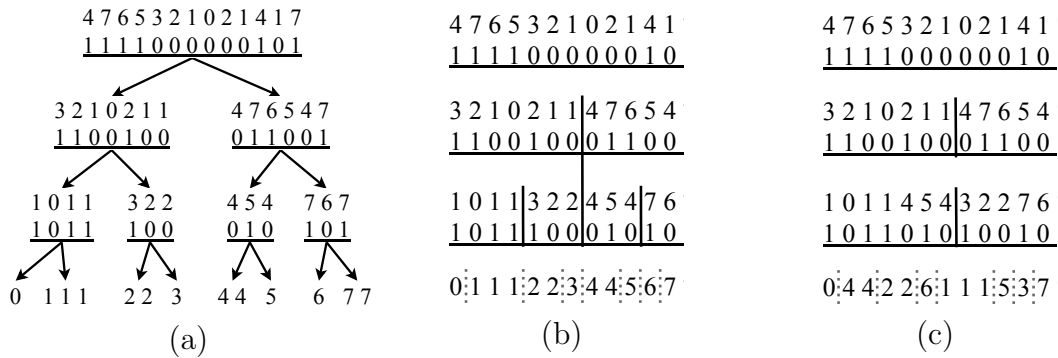 4 7 6 5 3 2 1 0 2 1 4 1 7
1 1 1 1 0 0 0 0 0 0 1 0 1
3 2 1 0 2 1 1 4 7 6 5 4 7
1 1 0 0 1 0 0 0 1 1 0 0 1
1 0 1 1 3 2 2 4 5 4 7 6 7
1 0 1 1 1 0 0 0 1 0 1 0 1
0 1 1 1 2 2 3 4 4 5 6 7 7
(a)
4 7 6 5 3 2 1 0 2 1 4 1
1 1 1 1 0 0 0 0 0 0 1 0
3 2 1 0 2 1 1 4 7 6 5 4
1 1 0 0 1 0 0 0 1 1 0 0
1 0 1 1 3 2 2 4 5 4 7 6
1 0 1 1 1 0 0 0 1 0 1 0
0 1 1 1 2 2 3 4 4 5 6 7
(b)
4 7 6 5 3 2 1 0 2 1 4 1
1 1 1 1 0 0 0 0 0 0 1 0
3 2 1 0 2 1 1 4 7 6 5 4
1 1 0 0 1 0 0 0 1 1 0 0
1 0 1 1 4 5 4 3 2 2 7 6
1 0 1 1 0 1 0 1 0 0 1 0
0 4 4 2 2 6 1 1 1 5 3 7
(c)